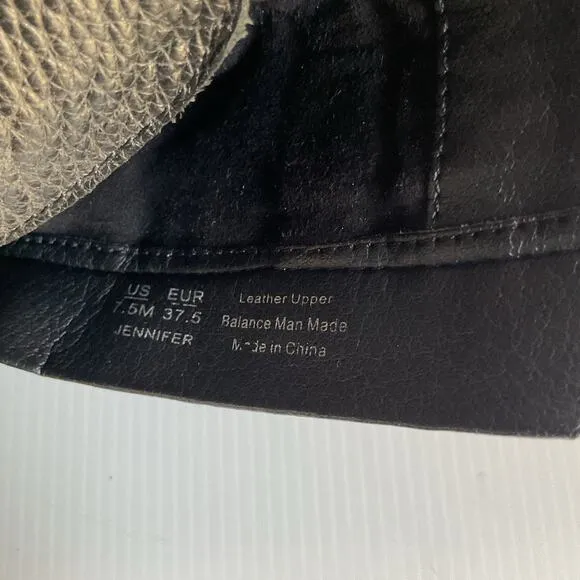 US EUR
7.5M 37.5
JENNIFER
Leather Upper
Balance Man Made
Made in China